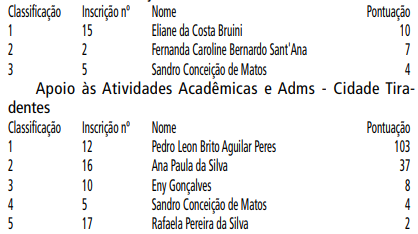 Classificação Inscrição nº Nome Pontuação
1 15 Eliane da Costa Bruini 10
2 2 Fernanda Caroline Bernardo Sant'Ana 7
3 5 Sandro Conceição de Matos 4
Apoio às Atividades Acadêmicas e Adms - Cidade Tira-
dentes
Classificação Inscrição nº Nome Pontuação
1 12 Pedro Leon Brito Aguilar Peres 103
2 16 Ana Paula da Silva 37
3 10 Eny Gonçalves 8
4 5 Sandro Conceição de Matos 4
5 17 Rafaela Pereira da Silva 2